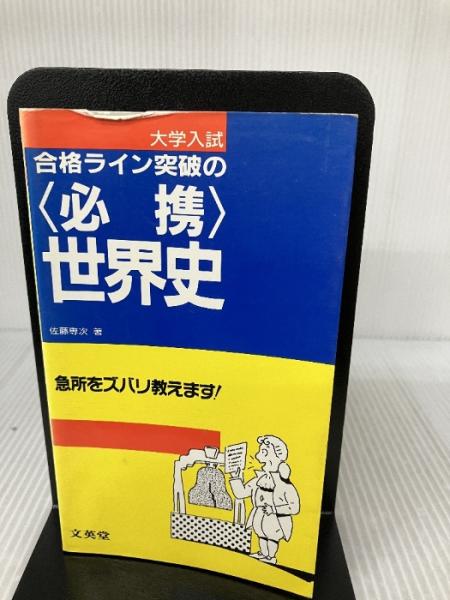 大学入試
合格ライン突破の
〈必 携〉
世界史
佐藤専次 著
急所をズバリ教えます!
文英堂